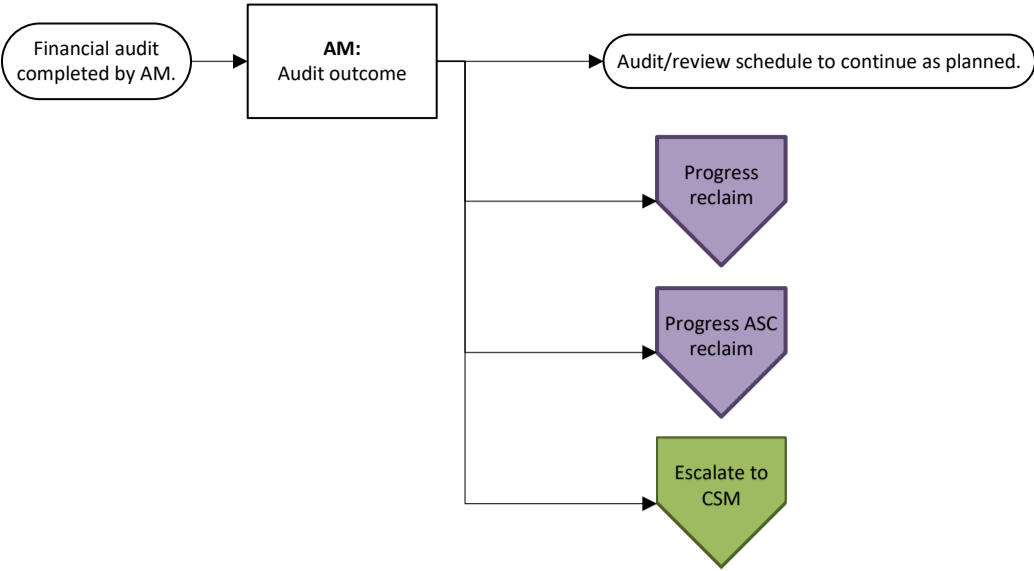 Financial audit
completed by AM.
AM:
Audit outcome
Audit/review schedule to continue as planned.
Progress
reclaim
Progress ASC
reclaim
Escalate to
CSM